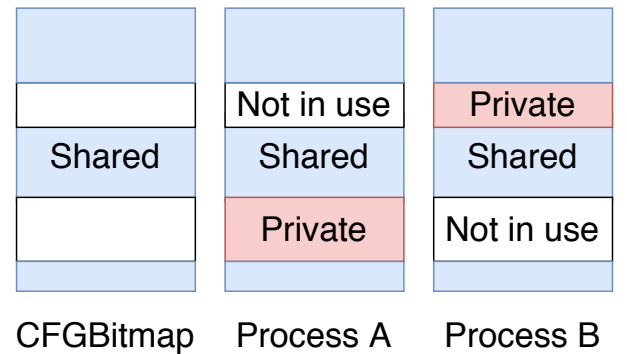 Not in use Private
Shared Shared Shared
Private Not in use
CFGBitmap Process A Process B